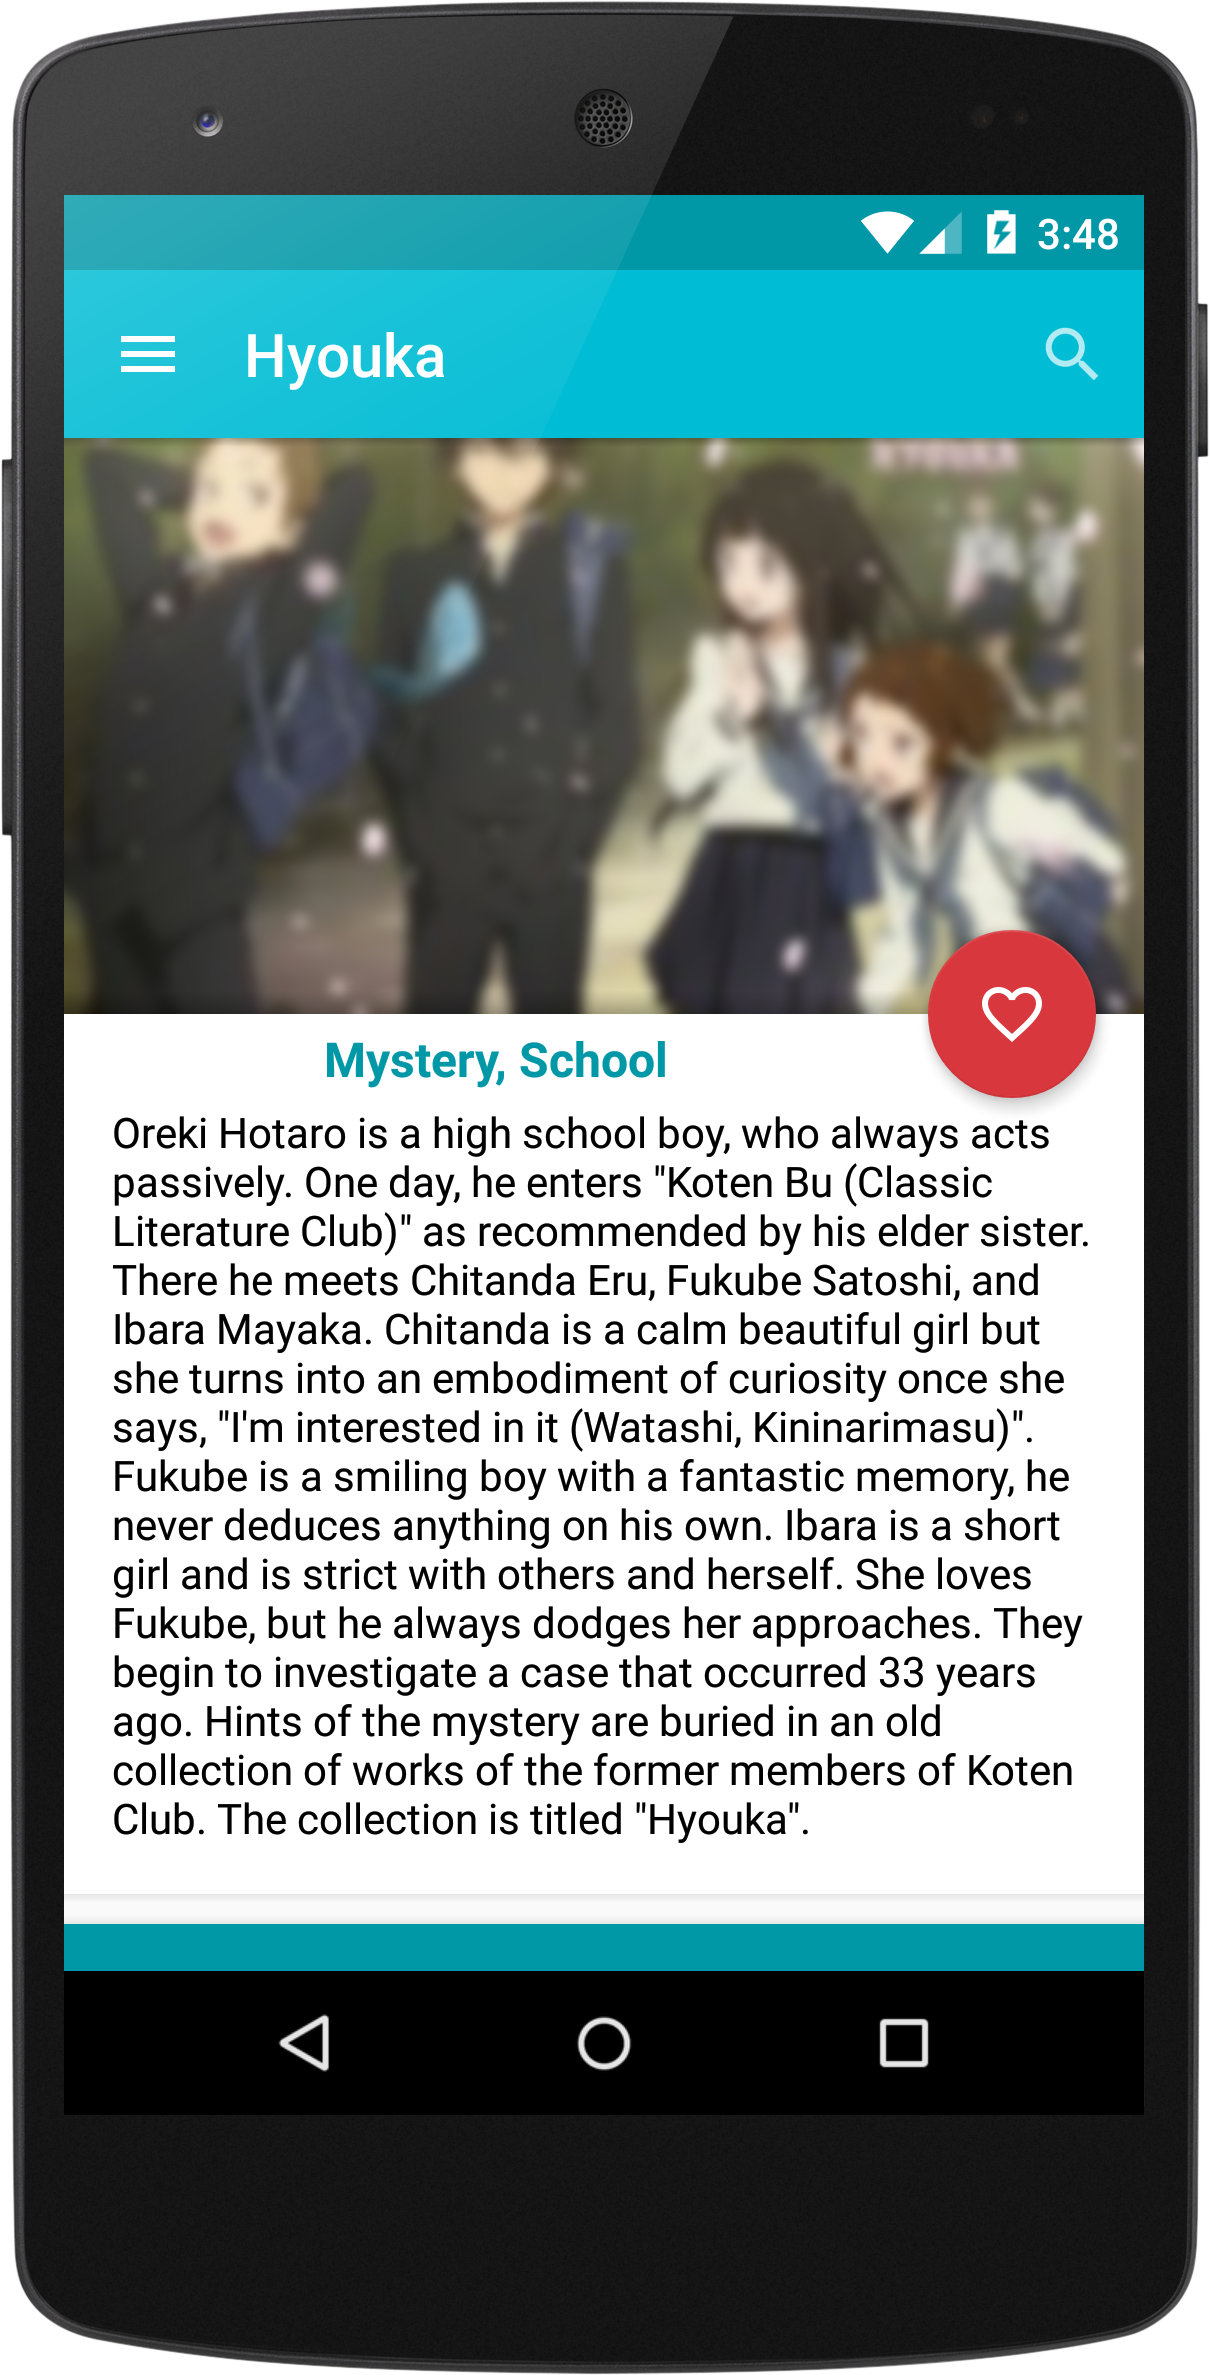 3:48
Hyouka
HYOUKA
Mystery, School
Oreki Hotaro is a high school boy, who always acts
passively. One day, he enters "Koten Bu (Classic
Literature Club)" as recommended by his elder sister.
There he meets Chitanda Eru, Fukube Satoshi, and
Ibara Mayaka. Chitanda is a calm beautiful girl but
she turns into an embodiment of curiosity once she
says, "I'm interested in it (Watashi, Kininarimasu)".
Fukube is a smiling boy with a fantastic memory, he
never deduces anything on his own. Ibara is a short
girl and is strict with others and herself. She loves
Fukube, but he always dodges her approaches. They
begin to investigate a case that occurred 33 years
ago. Hints of the mystery are buried in an old
collection of works of the former members of Koten
Club. The collection is titled "Hyouka".